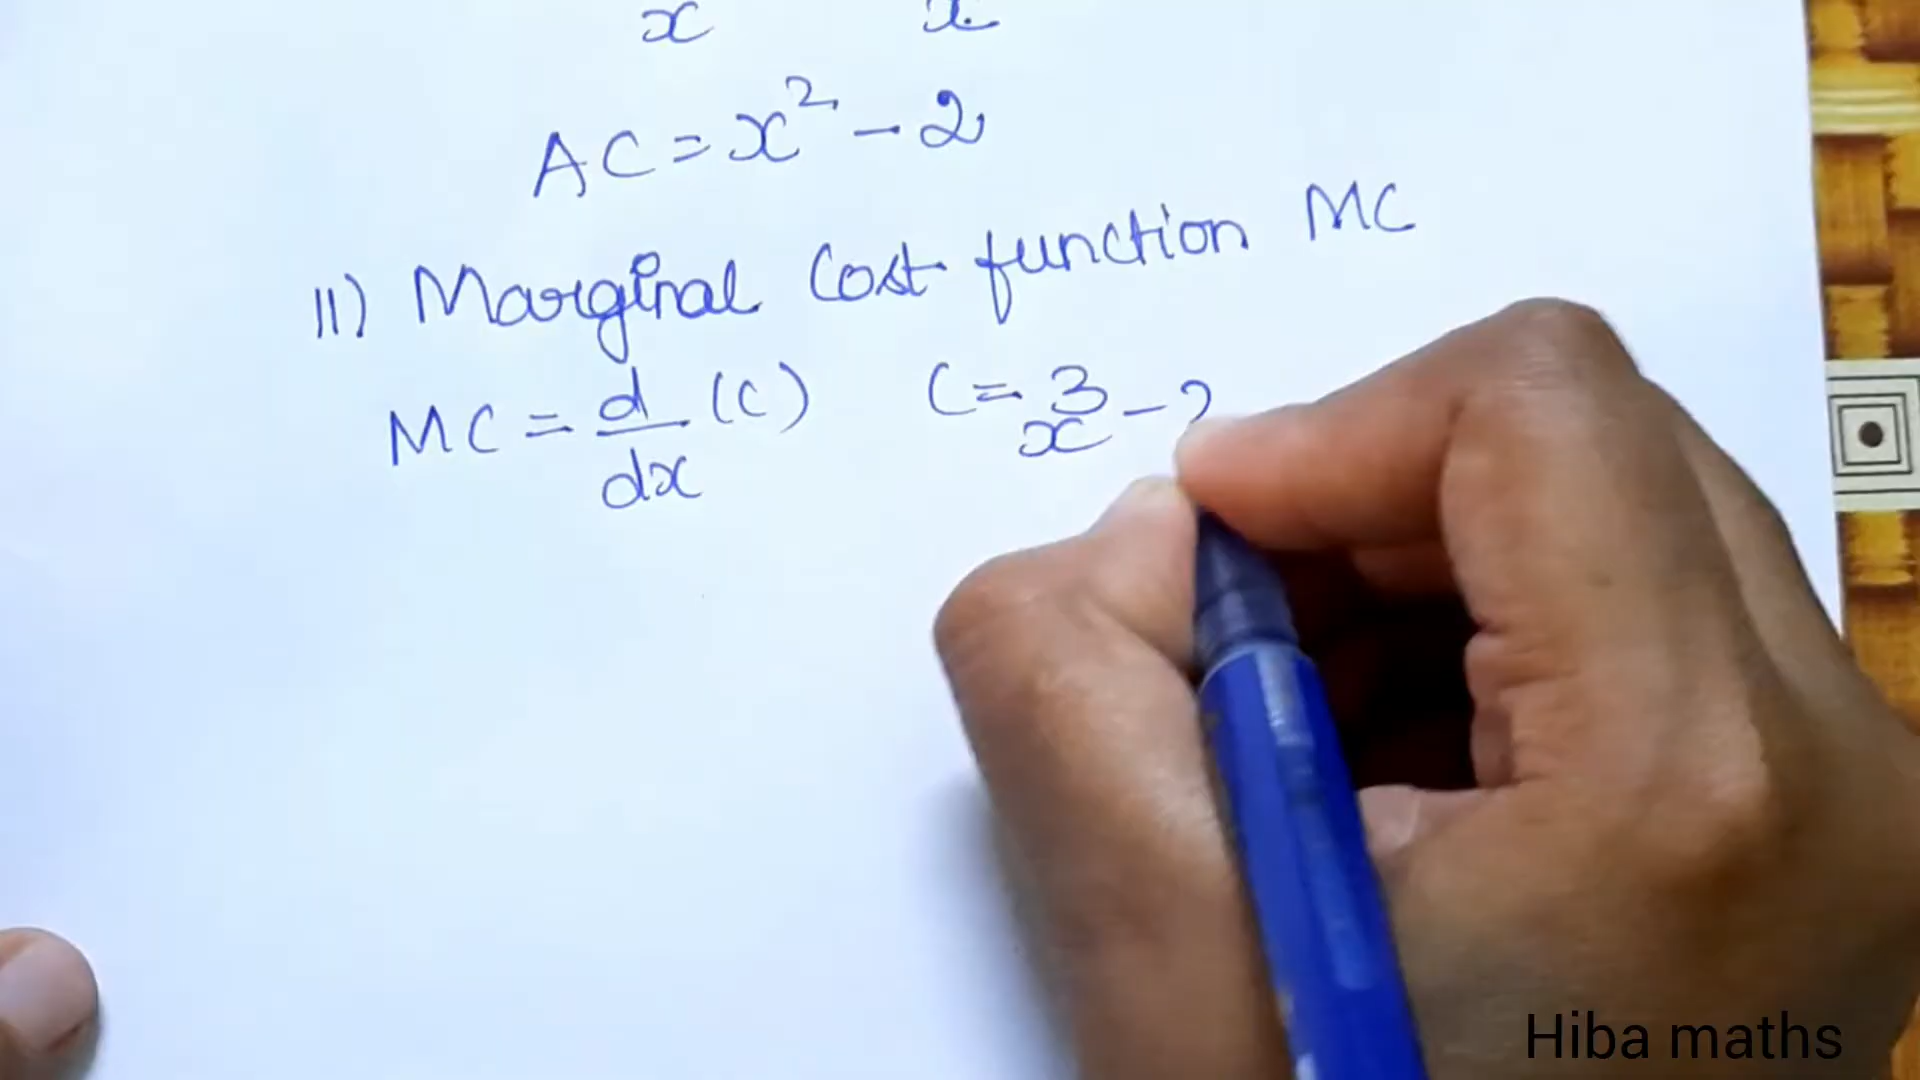 x x
AC = x² - 2
II) Marginal Cost function MC
MC = d/dx (C) C = x³ - 2
Hiba maths